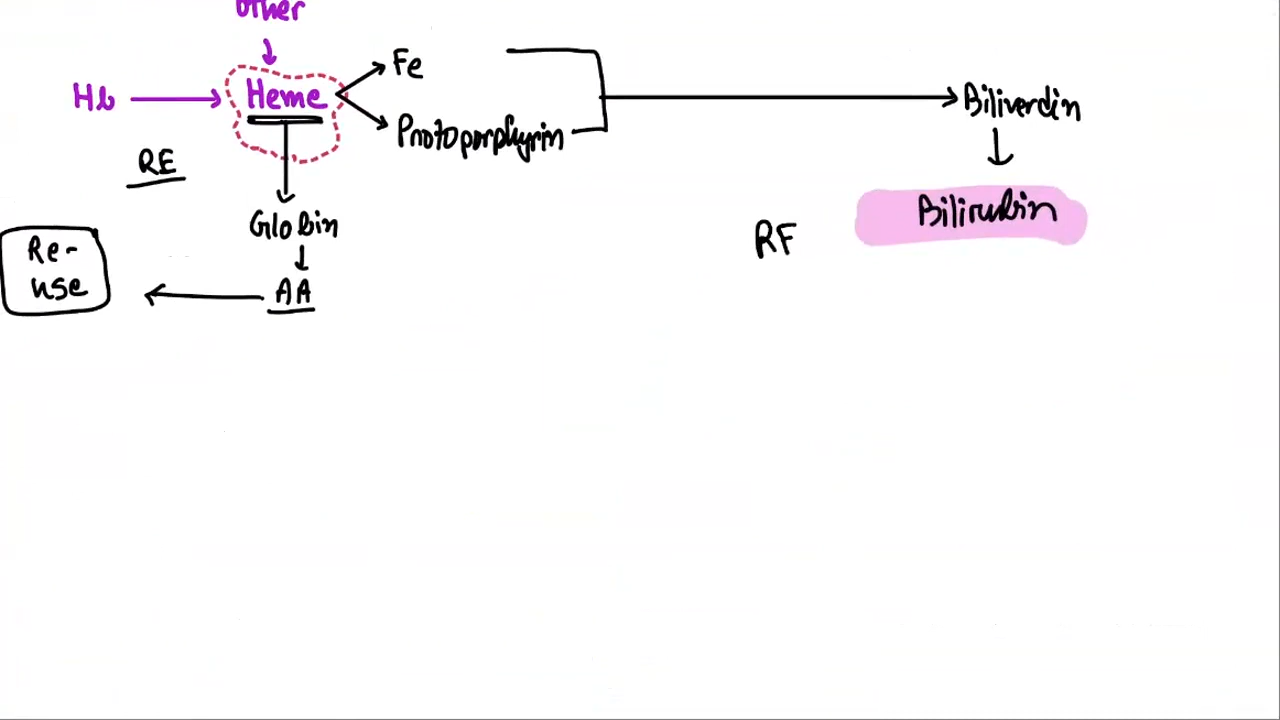 other
Hb → Heme
Fe
Protoporphyrin
Biliverdin
RE
Bilirubin
Globin
RF
Re-
use
AA